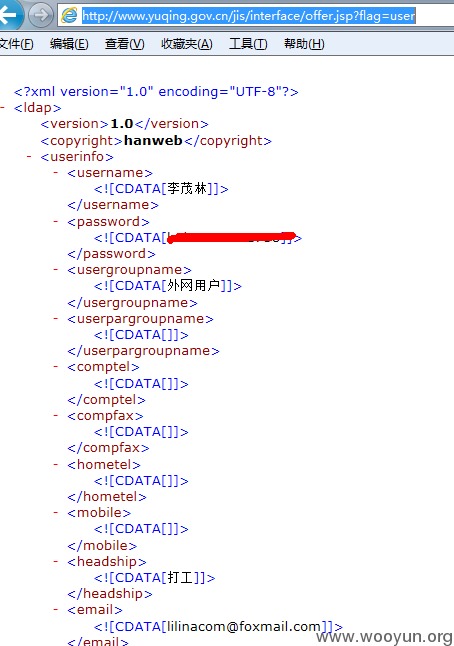 http://www.yuqing.gov.cn/jis/interface/offer.jsp?flag=user
文件(F) 编辑(E) 查看(V) 收藏夹(A) 工具(T) 帮助(H)
<?xml version="1.0" encoding="UTF-8"?>
- <ldap>
<version>1.0</version>
<copyright>hanweb</copyright>
- <userinfo>
- <username>
<![CDATA[李茂林]]>
</username>
- <password>
<![CDATA[
</password>
- <usergroupname>
<![CDATA[外网用户]]>
</usergroupname>
- <userpargroupname>
<![CDATA[]]>
</userpargroupname>
- <comptel>
<![CDATA[]]>
</comptel>
- <compfax>
<![CDATA[]]>
</compfax>
- <hometel>
<![CDATA[]]>
</hometel>
- <mobile>
<![CDATA[]]>
</mobile>
- <headship>
<![CDATA[打工]]>
</headship>
- <email>
<![CDATA[lilinacom@foxmail.com]]>
</email>
www.wooyun.org